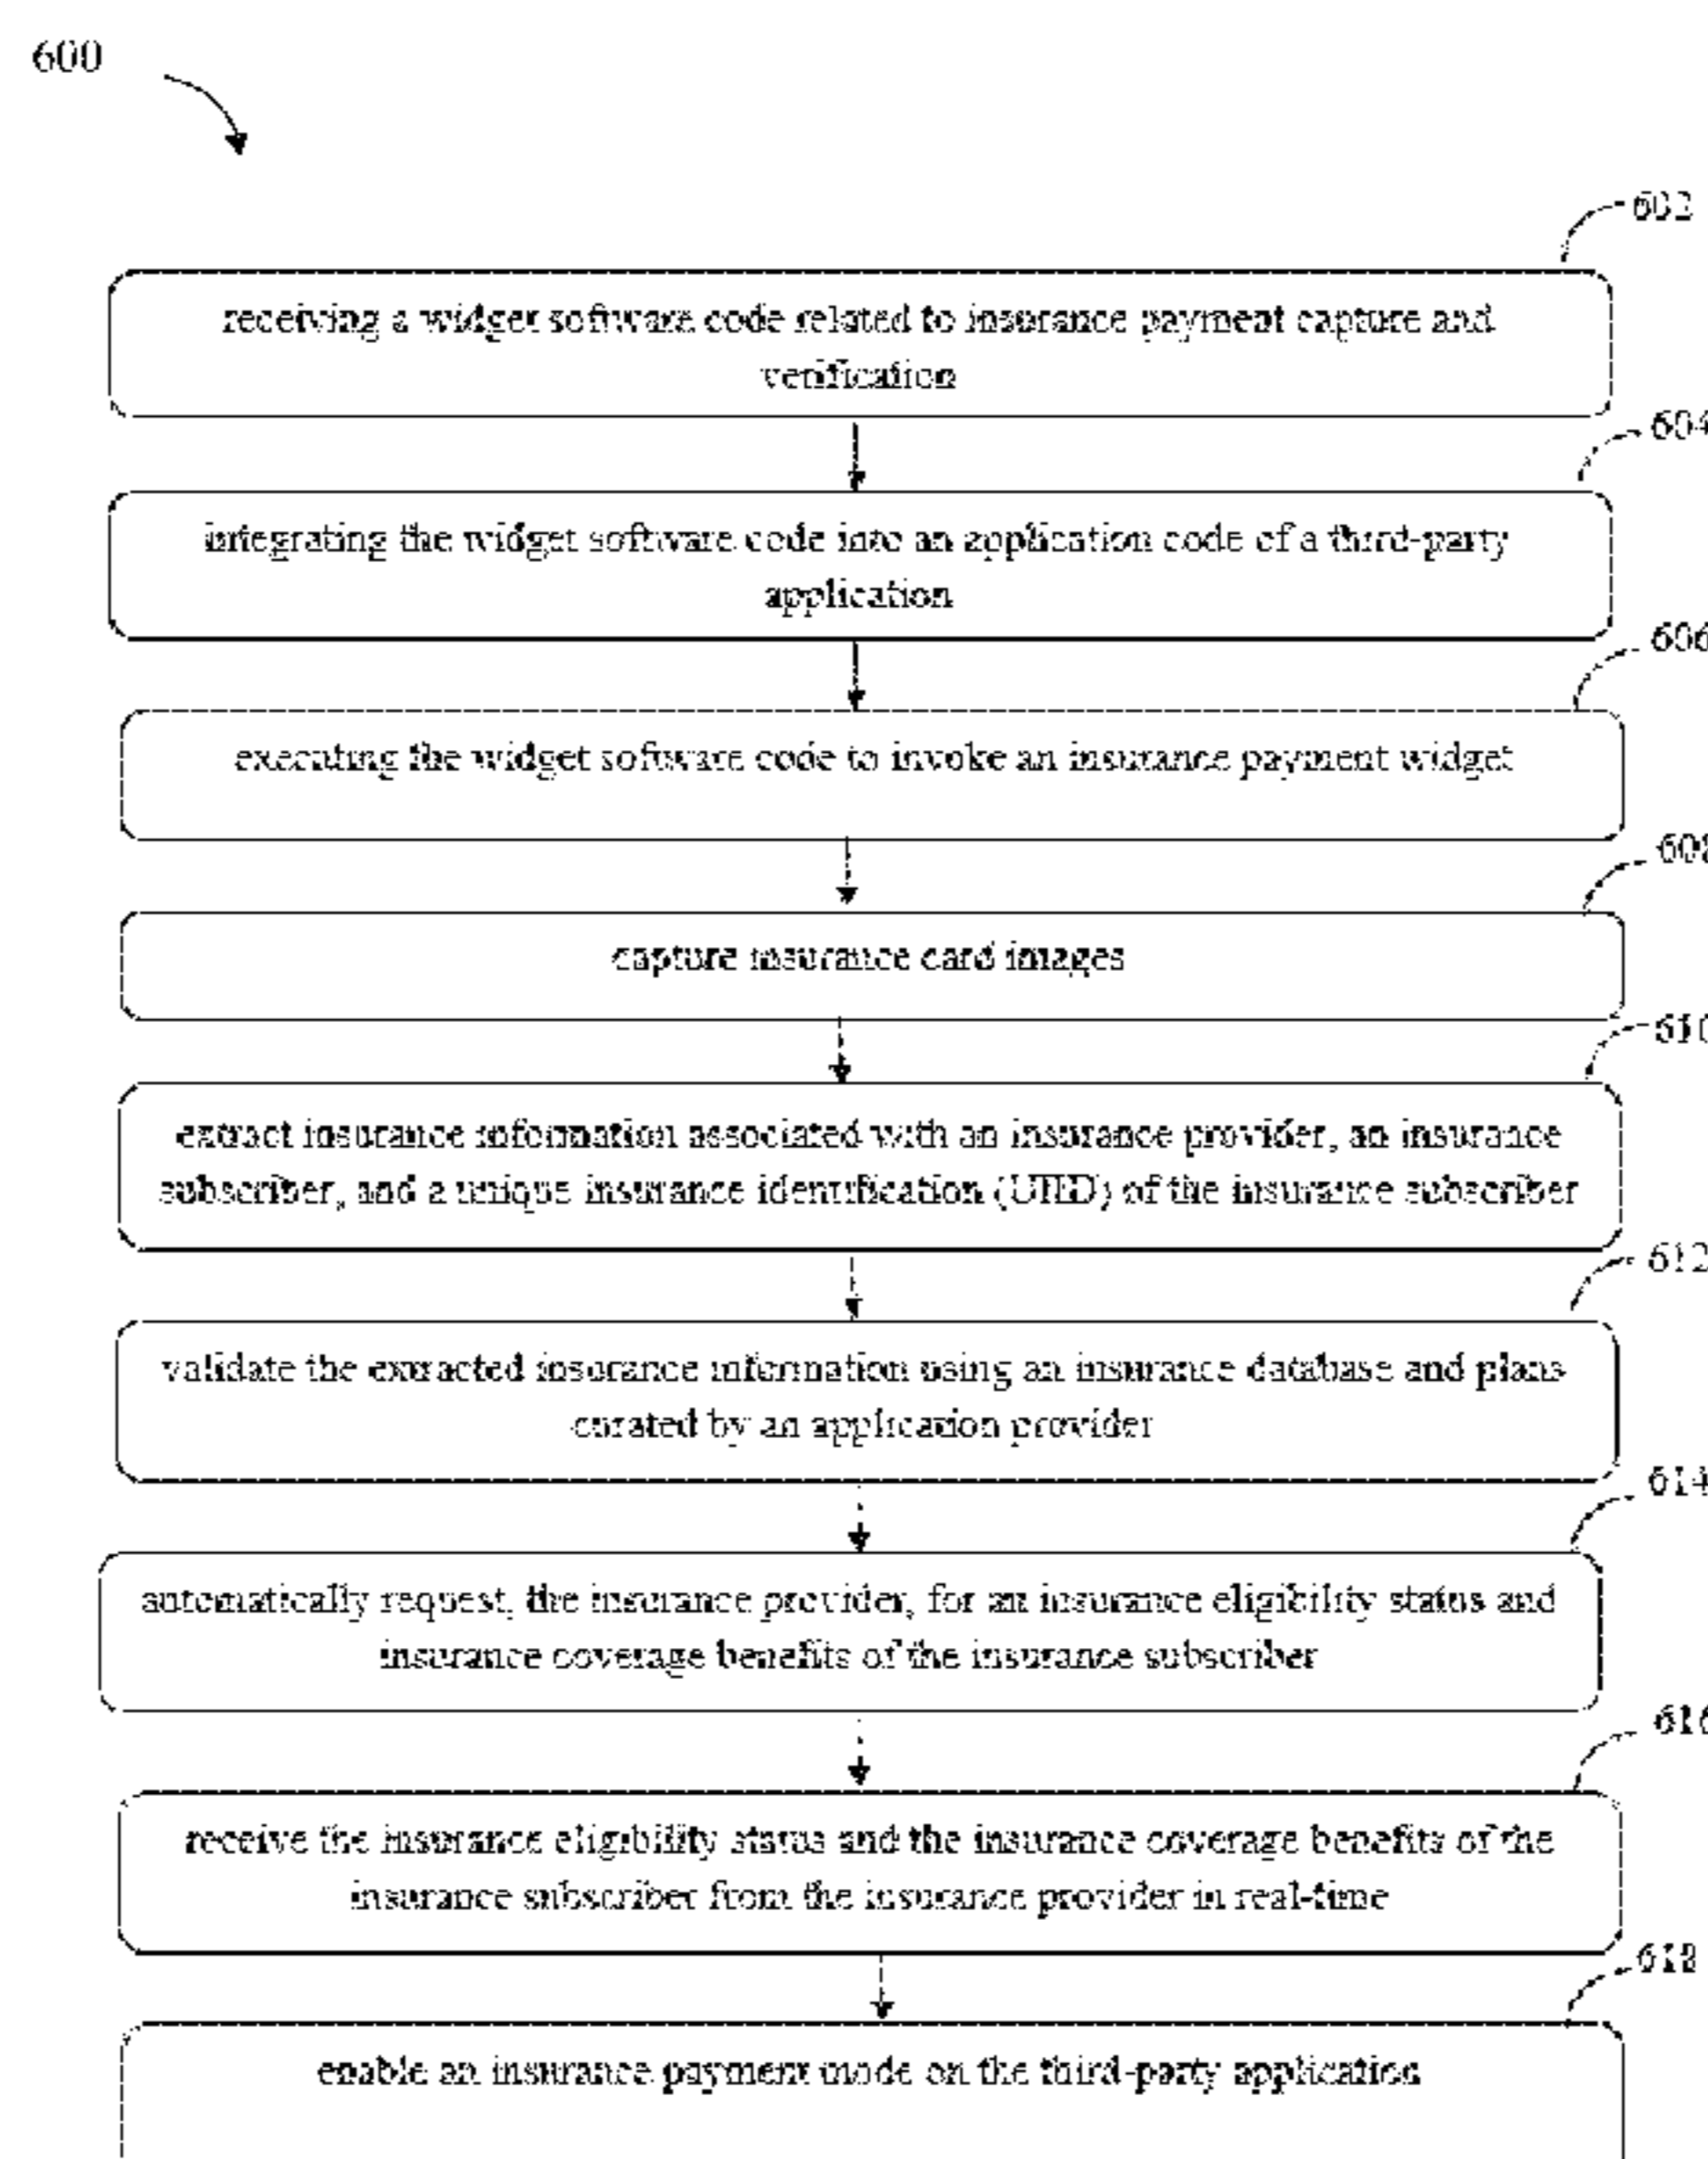 600
602
receiving a widget software code related to insurance payment capture and
verification
604
integrating the widget software code into an application code of a third-party
application
606
executing the widget software code to invoke an insurance payment widget
608
capture insurance card images
610
extract insurance information associated with an insurance provider, an insurance
subscriber, and a unique insurance identification (UIID) of the insurance subscriber
612
validate the extracted insurance information using an insurance database and plans
curated by an application provider
614
automatically request, the insurance provider, for an insurance eligibility status and
insurance coverage benefits of the insurance subscriber
616
receive the insurance eligibility status and the insurance coverage benefits of the
insurance subscriber from the insurance provider in real-time
618
enable an insurance payment mode on the third-party application